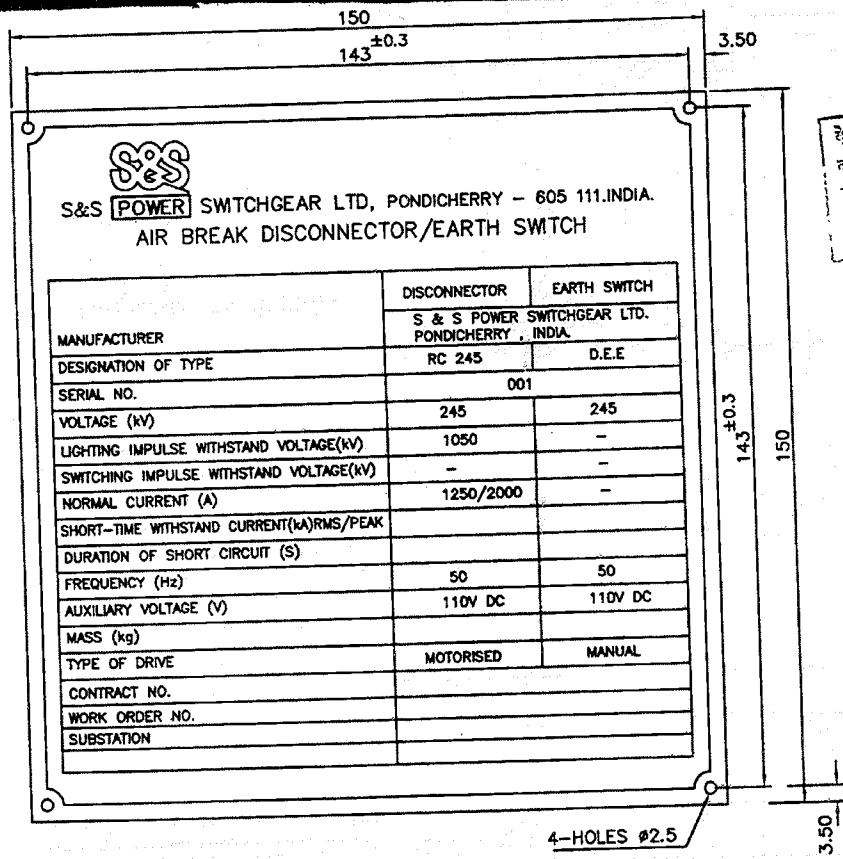 150
143 ±0.3
3.50
S&S
S&S POWER SWITCHGEAR LTD, PONDICHERRY – 605 111.INDIA.
AIR BREAK DISCONNECTOR/EARTH SWITCH
DISCONNECTOR EARTH SWITCH
MANUFACTURER S & S POWER SWITCHGEAR LTD.
PONDICHERRY , INDIA.
DESIGNATION OF TYPE RC 245 D.E.E
SERIAL NO. 001
VOLTAGE (kV) 245 245
LIGHTING IMPULSE WITHSTAND VOLTAGE(kV) 1050 –
SWITCHING IMPULSE WITHSTAND VOLTAGE(kV) – –
NORMAL CURRENT (A) 1250/2000 –
SHORT-TIME WITHSTAND CURRENT(kA)RMS/PEAK
DURATION OF SHORT CIRCUIT (S)
FREQUENCY (Hz) 50 50
AUXILIARY VOLTAGE (V) 110V DC 110V DC
MASS (kg)
TYPE OF DRIVE MOTORISED MANUAL
CONTRACT NO.
WORK ORDER NO.
SUBSTATION
143 ±0.3
150
4-HOLES ø2.5
3.50